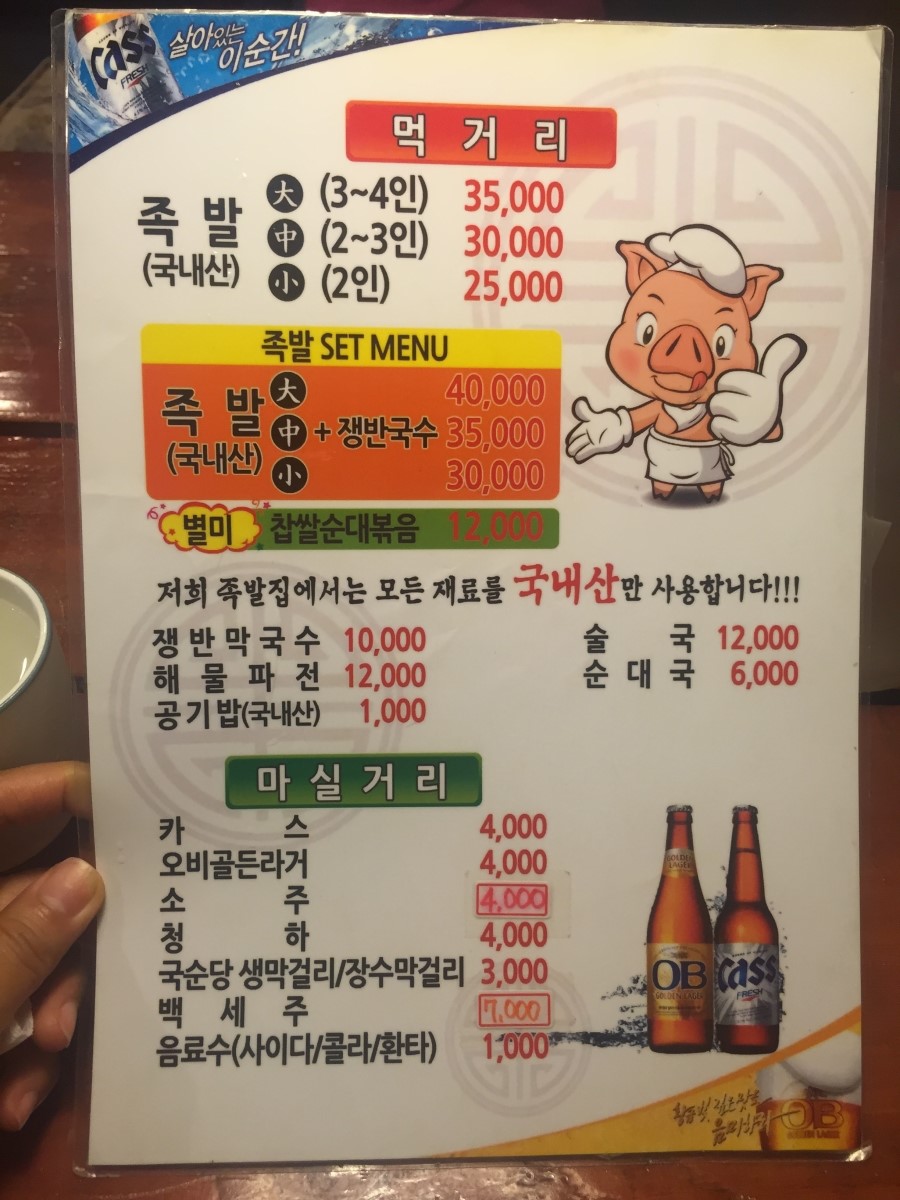 Cass
FRESH
살아있는
이순간!
먹거리
족발 大 (3~4인) 35,000
(국내산) 中 (2~3인) 30,000
小 (2인) 25,000
족발 SET MENU
족발 大 40,000
(국내산) 中 + 쟁반국수 35,000
小 30,000
별미 찹쌀순대볶음 12,000
저희 족발집에서는 모든 재료를 국내산만 사용합니다!!!
쟁반막국수 10,000
해물파전 12,000
공기밥(국내산) 1,000
술국 12,000
순대국 6,000
마실거리
카스 4,000
오비골든라거 4,000
소주 4,000
청하 4,000
국순당 생막걸리/장수막걸리 3,000
백세주 7,000
음료수(사이다/콜라/환타) 1,000
GOLDEN
LAGER
OB
GOLDEN LAGER
Cass
FRESH
OB
GOLDEN LAGER